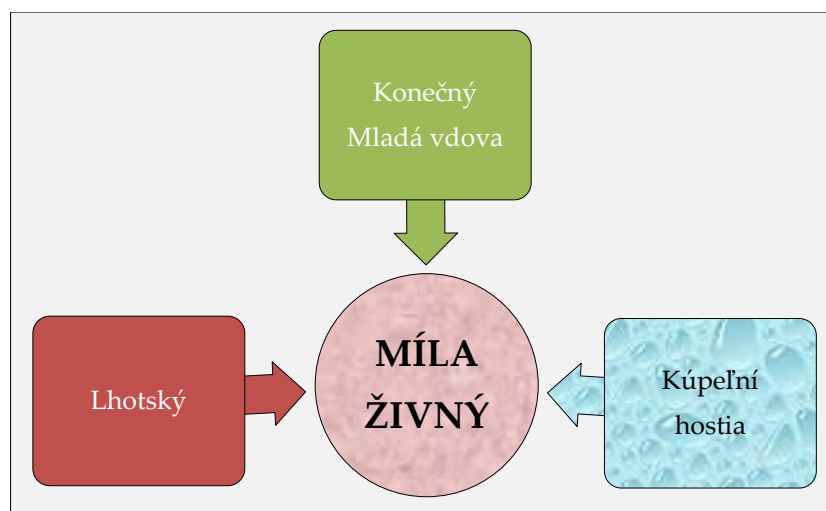 Konečný
Mladá vdova
MÍLA
ŽIVNÝ
Lhotský
Kúpeľní
hostia